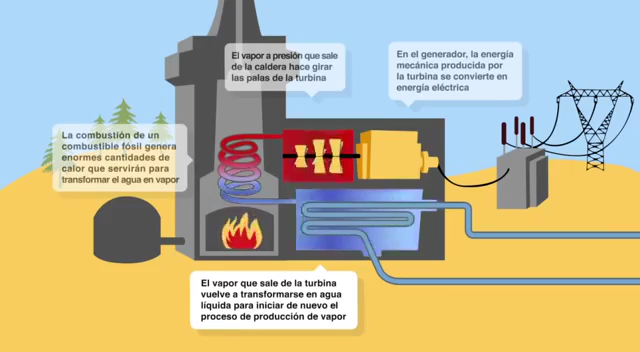 El vapor a presión que sale
de la caldera hace girar
las palas de la turbina
En el generador, la energía
mecánica producida por
la turbina se convierte en
energía eléctrica
La combustión de un
combustible fósil genera
enormes cantidades de
calor que servirán para
transformar el agua en vapor
El vapor que sale de la turbina
vuelve a transformarse en agua
líquida para iniciar de nuevo el
proceso de producción de vapor